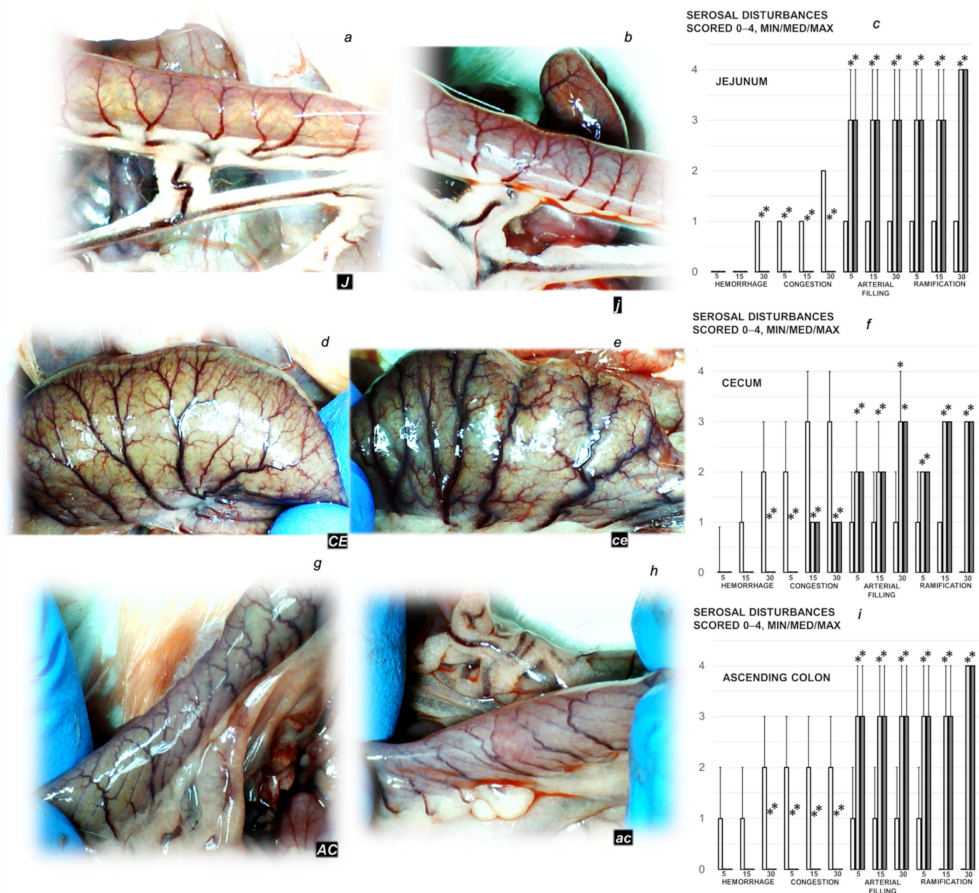 a
J
b
j
SEROSAL DISTURBANCES
SCORED 0–4, MIN/MED/MAX
c
JEJUNUM
4
3
2
1
0
* * * * * * * * * * * *
* *
* * * * * *
5 15 30 5 15 30 5 15 30 5 15 30
HEMORRHAGE CONGESTION ARTERIAL FILLING RAMIFICATION
d
CE
e
ce
SEROSAL DISTURBANCES
SCORED 0–4, MIN/MED/MAX
f
CECUM
4
3
2
1
0
*
* * * * * * * *
* *
*
* * * * * * * *
5 15 30 5 15 30 5 15 30 5 15 30
HEMORRHAGE CONGESTION ARTERIAL FILLING RAMIFICATION
g
AC
h
ac
SEROSAL DISTURBANCES
SCORED 0–4, MIN/MED/MAX
i
ASCENDING COLON
4
3
2
1
0
* * * * * * * * * * * *
* * * * * * * *
5 15 30 5 15 30 5 15 30 5 15 30
HEMORRHAGE CONGESTION ARTERIAL FILLING RAMIFICATION